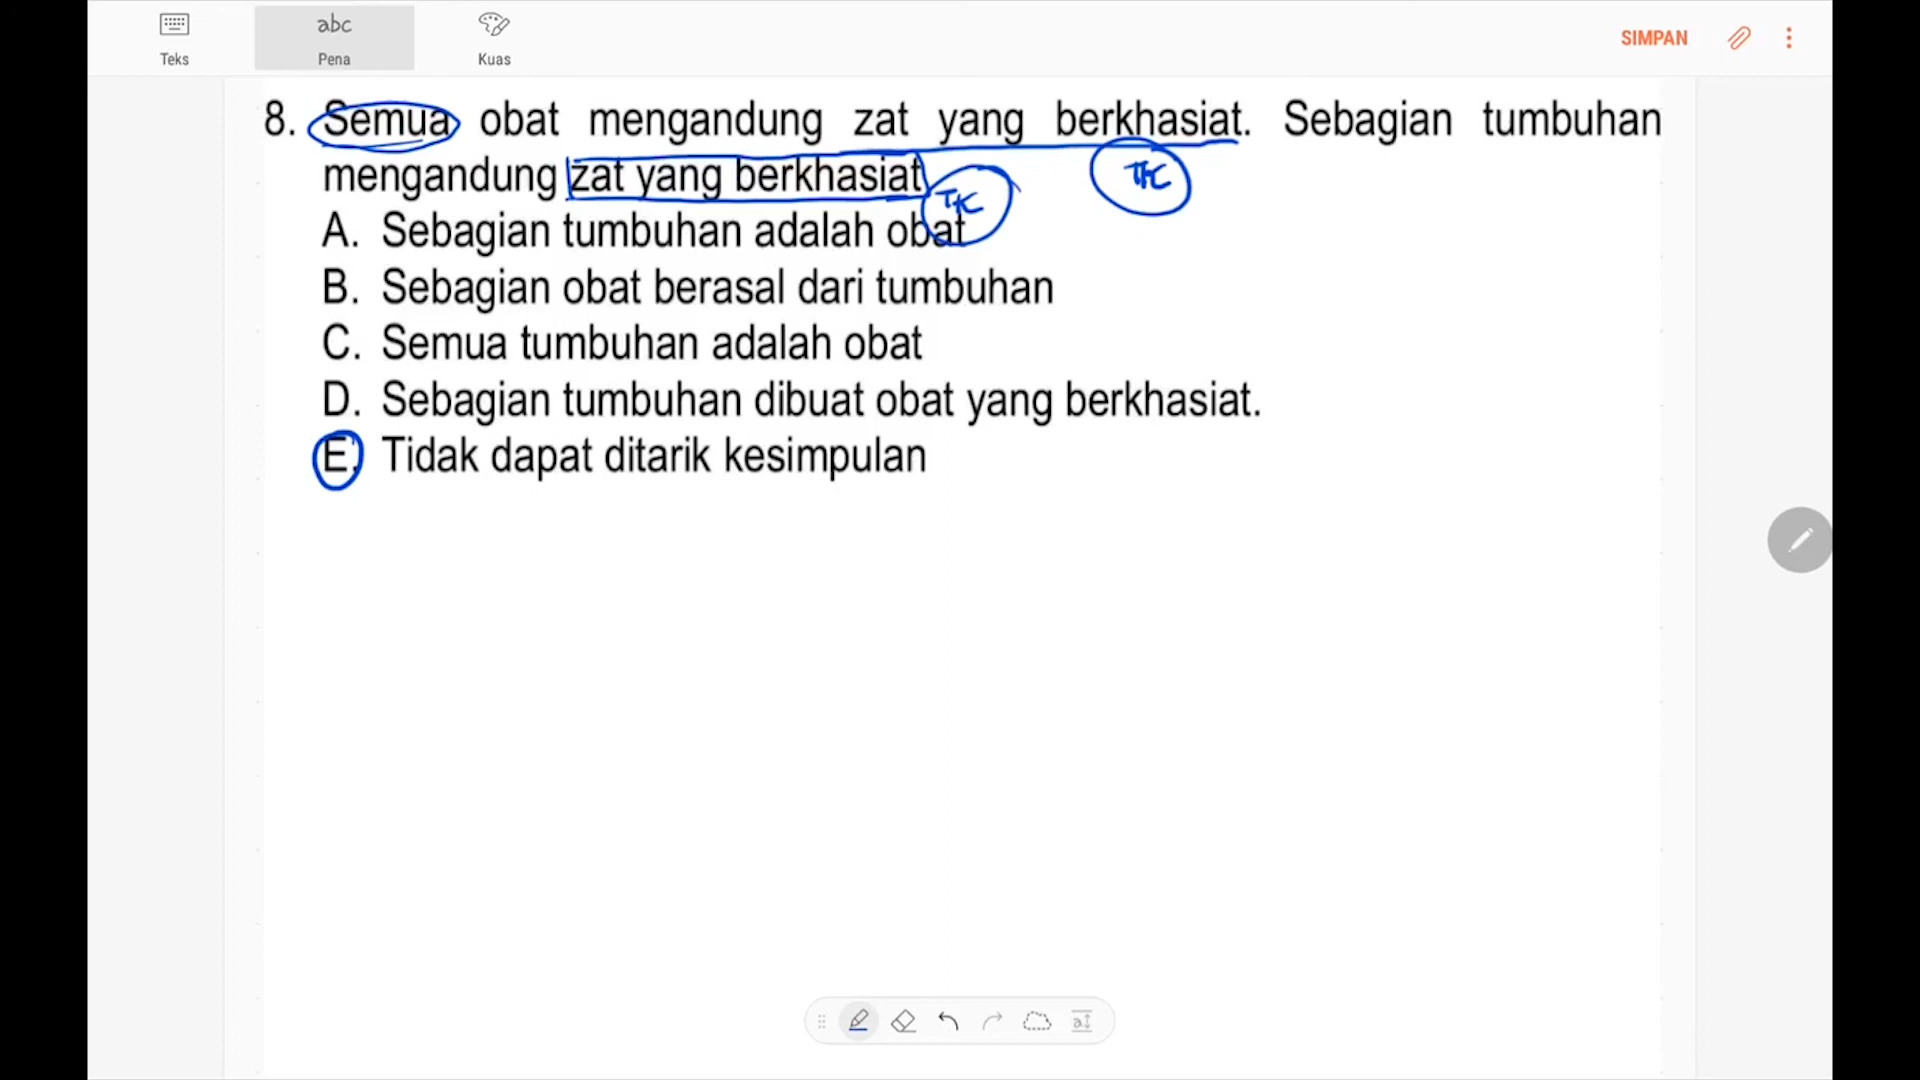 Teks
abc
Pena
Kuas
SIMPAN
8. Semua obat mengandung zat yang berkhasiat. Sebagian tumbuhan
mengandung zat yang berkhasiat
TK
TK
A. Sebagian tumbuhan adalah obat
B. Sebagian obat berasal dari tumbuhan
C. Semua tumbuhan adalah obat
D. Sebagian tumbuhan dibuat obat yang berkhasiat.
E. Tidak dapat ditarik kesimpulan